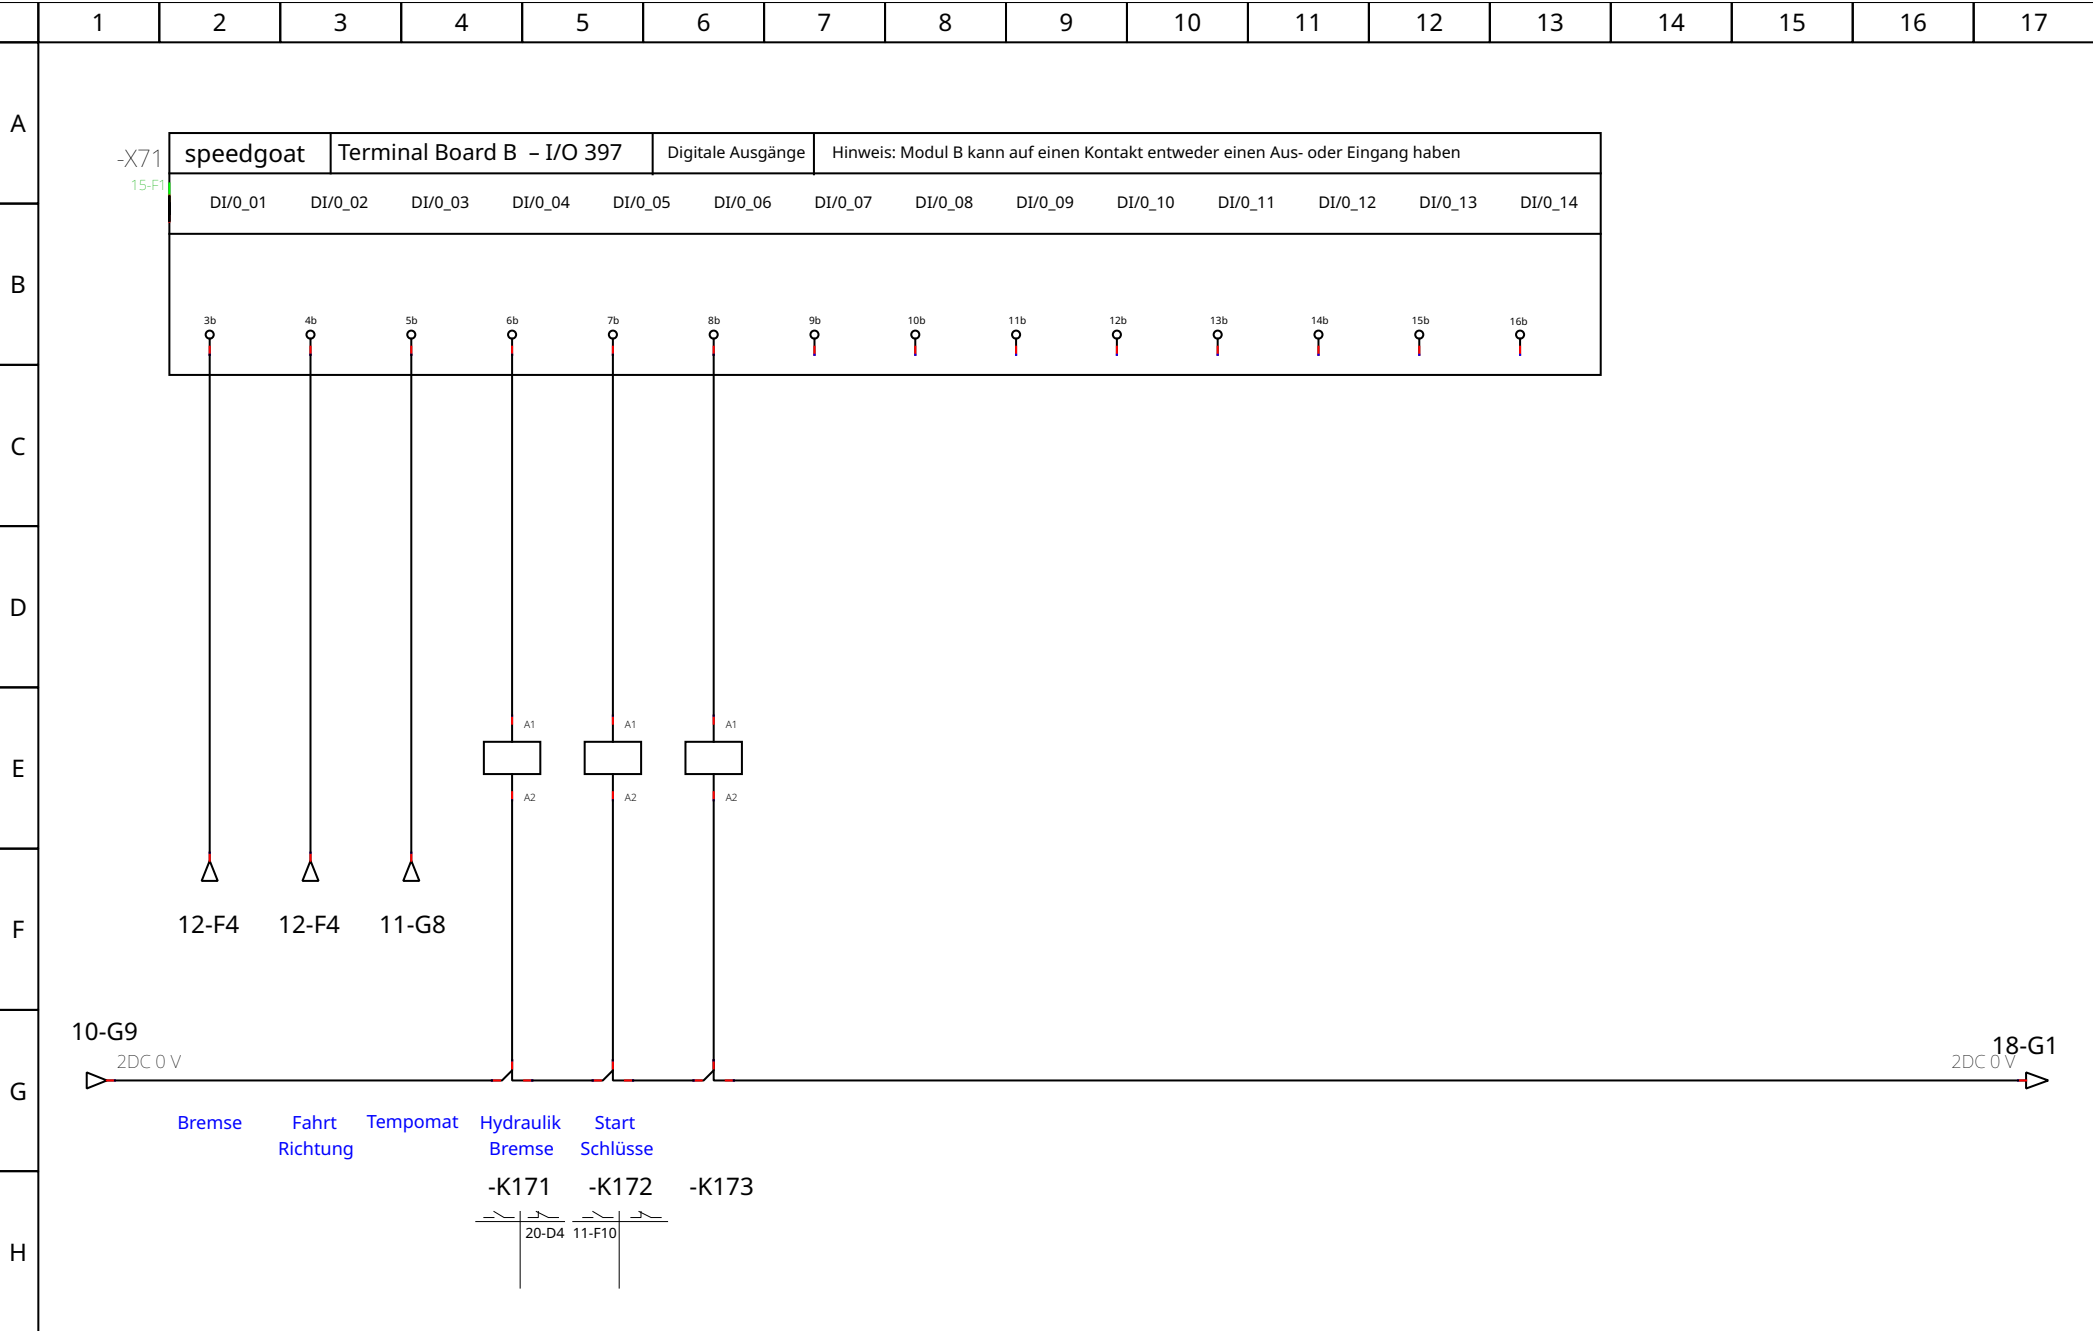 1 2 3 4 5 6 7 8 9 10 11 12 13 14 15 16 17
A
-X71 speedgoat Terminal Board B – I/O 397 Digitale Ausgänge Hinweis: Modul B kann auf einen Kontakt entweder einen Aus- oder Eingang haben
15-F1
DI/0_01 DI/0_02 DI/0_03 DI/0_04 DI/0_05 DI/0_06 DI/0_07 DI/0_08 DI/0_09 DI/0_10 DI/0_11 DI/0_12 DI/0_13 DI/0_14
B
3b 4b 5b 6b 7b 8b 9b 10b 11b 12b 13b 14b 15b 16b
C
D
A1 A1 A1
E
A2 A2 A2
F
12-F4 12-F4 11-G8
10-G9 18-G1
2DC 0 V 2DC 0 V
G
Bremse Fahrt Richtung Tempomat Hydraulik Bremse Start Schlüsse
-K171 -K172 -K173
20-D4 11-F10
H